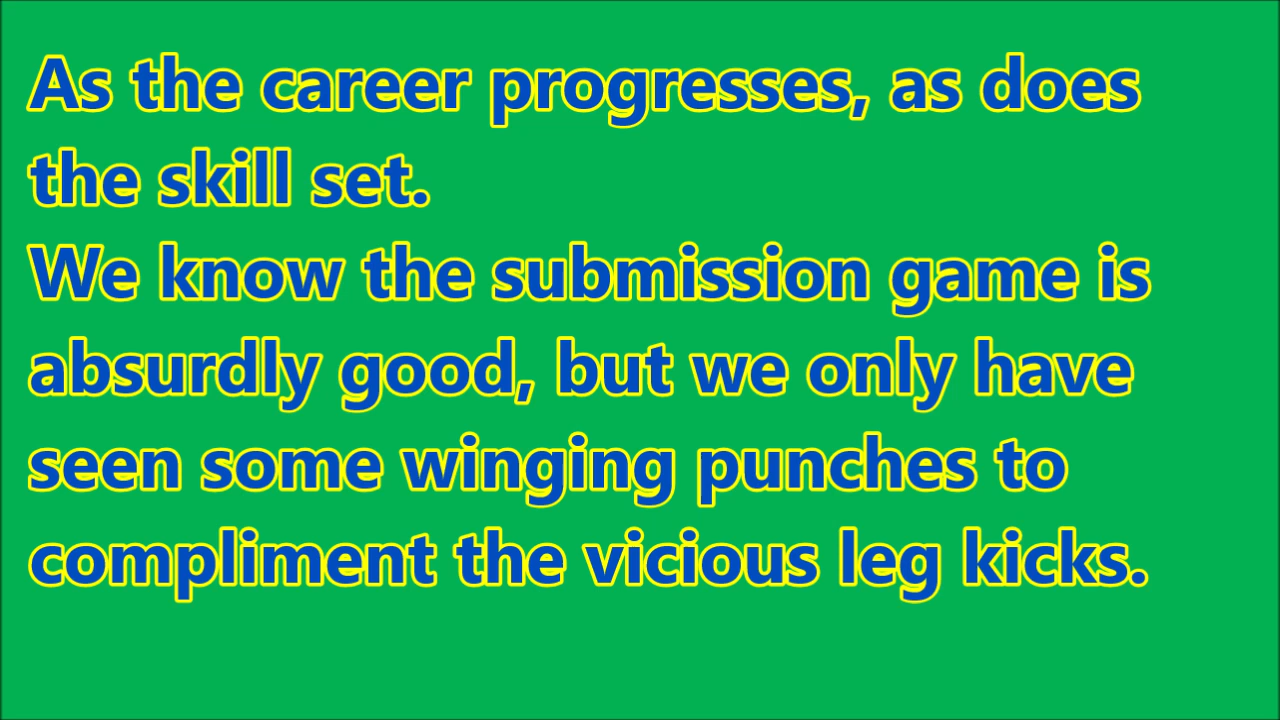 As the career progresses, as does
the skill set.
We know the submission game is
absurdly good, but we only have
seen some winging punches to
compliment the vicious leg kicks.